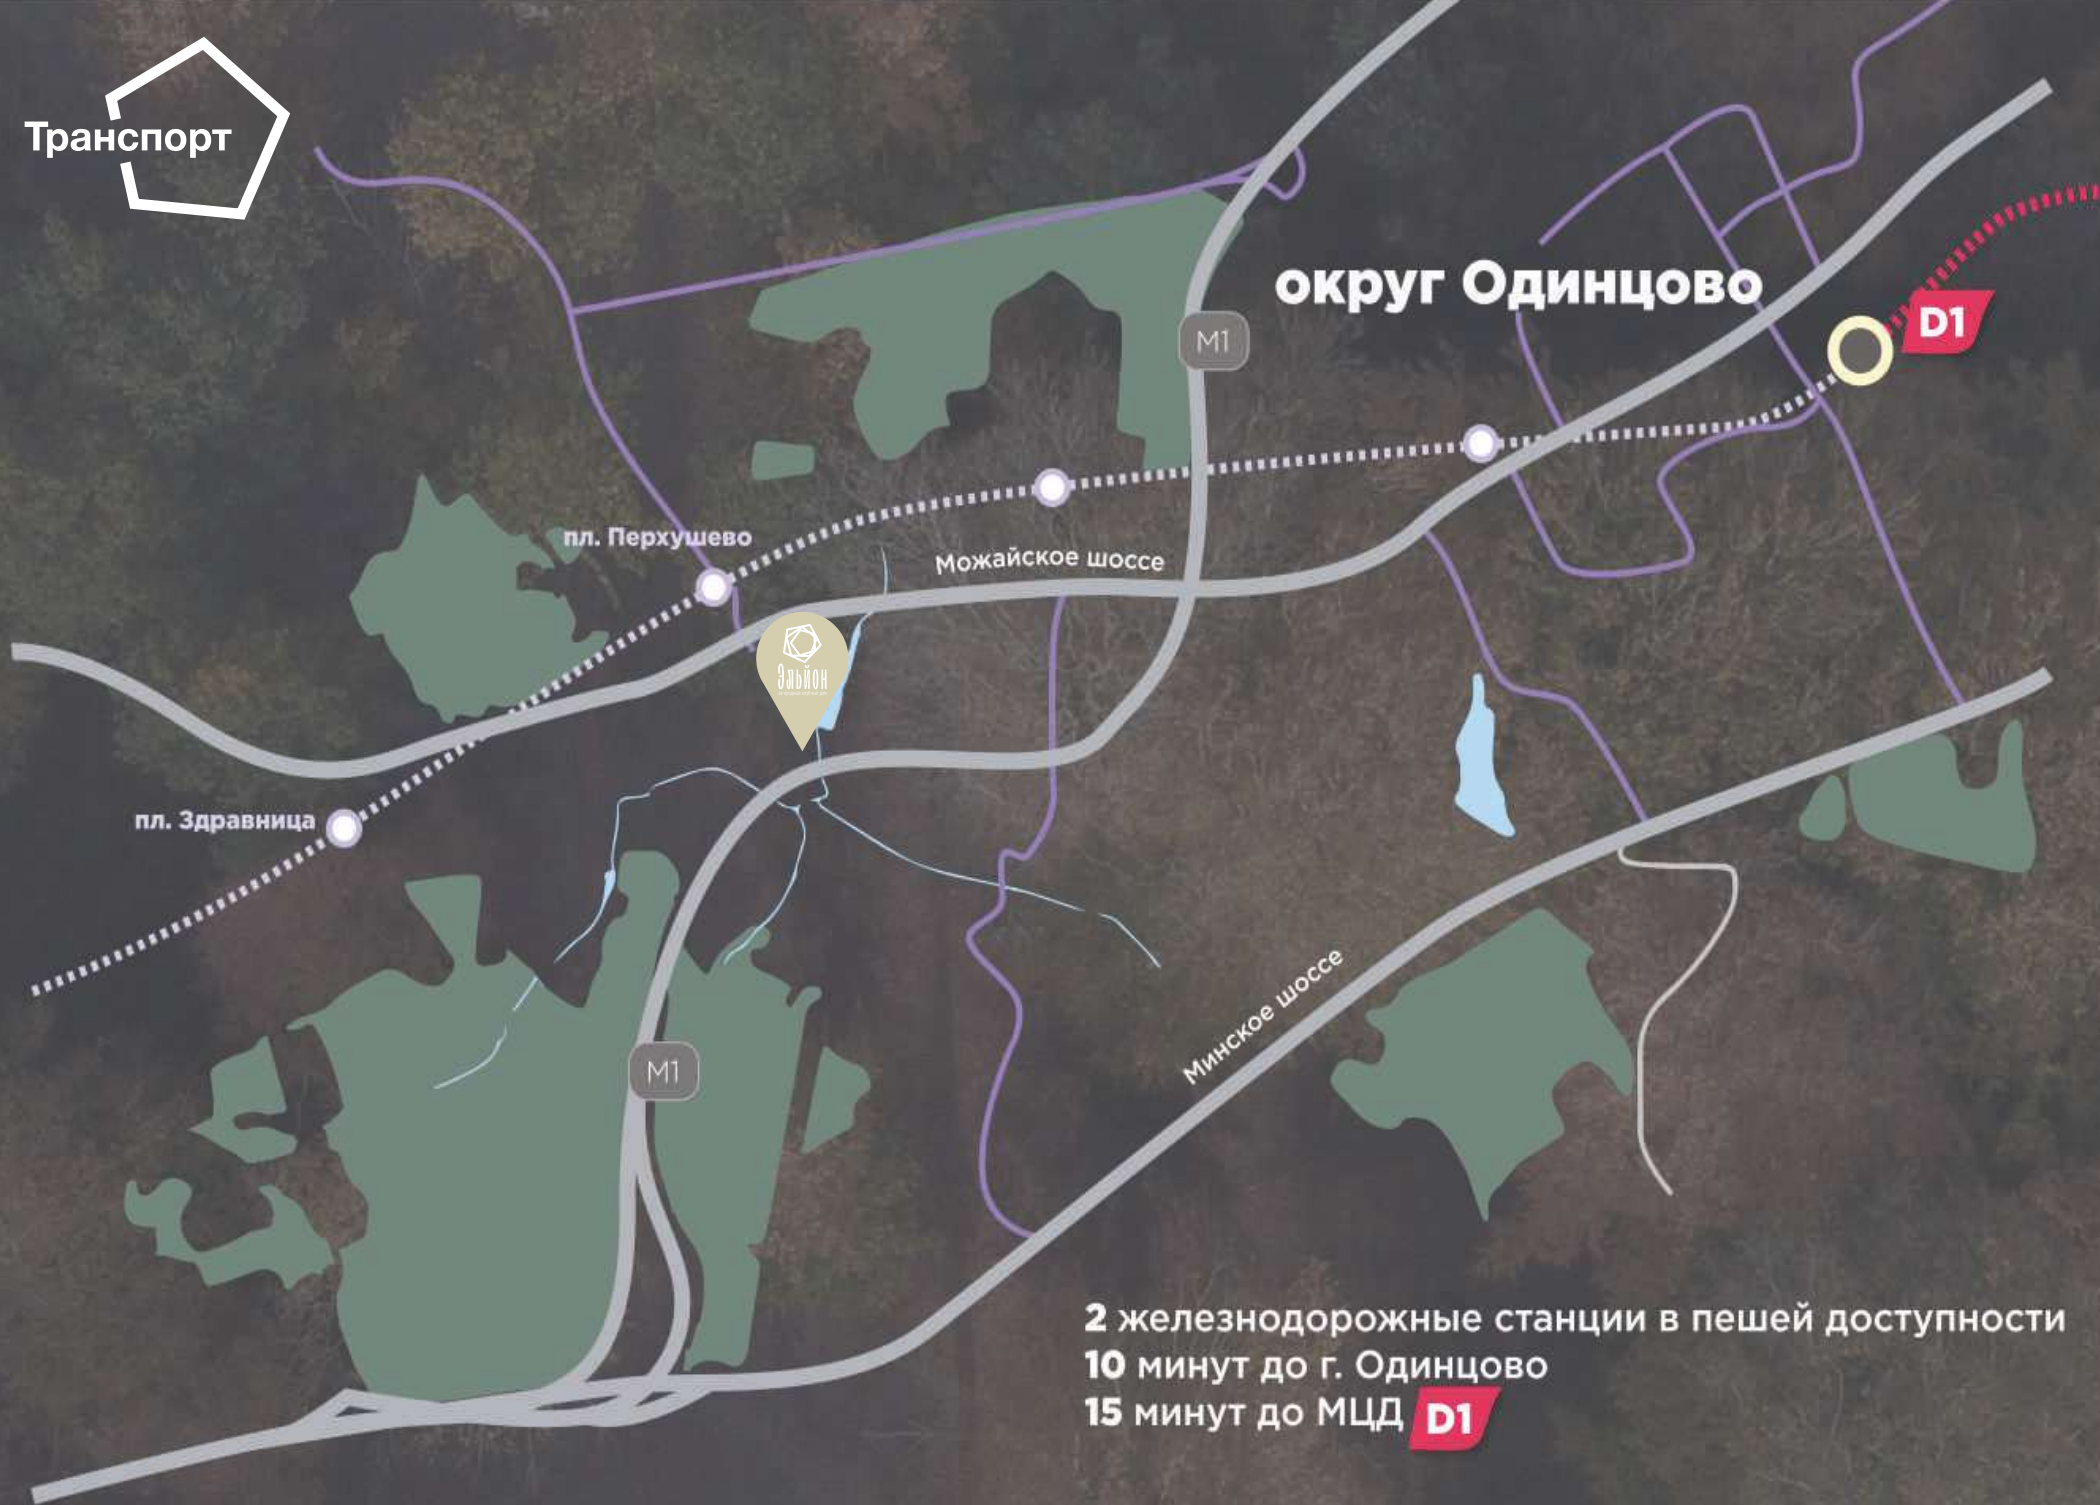 Транспорт
округ Одинцово
D1
M1
пл. Перхушево
Можайское шоссе
Эльйон
пл. Здравница
Минское шоссе
M1
2 железнодорожные станции в пешей доступности
10 минут до г. Одинцово
15 минут до МЦД D1